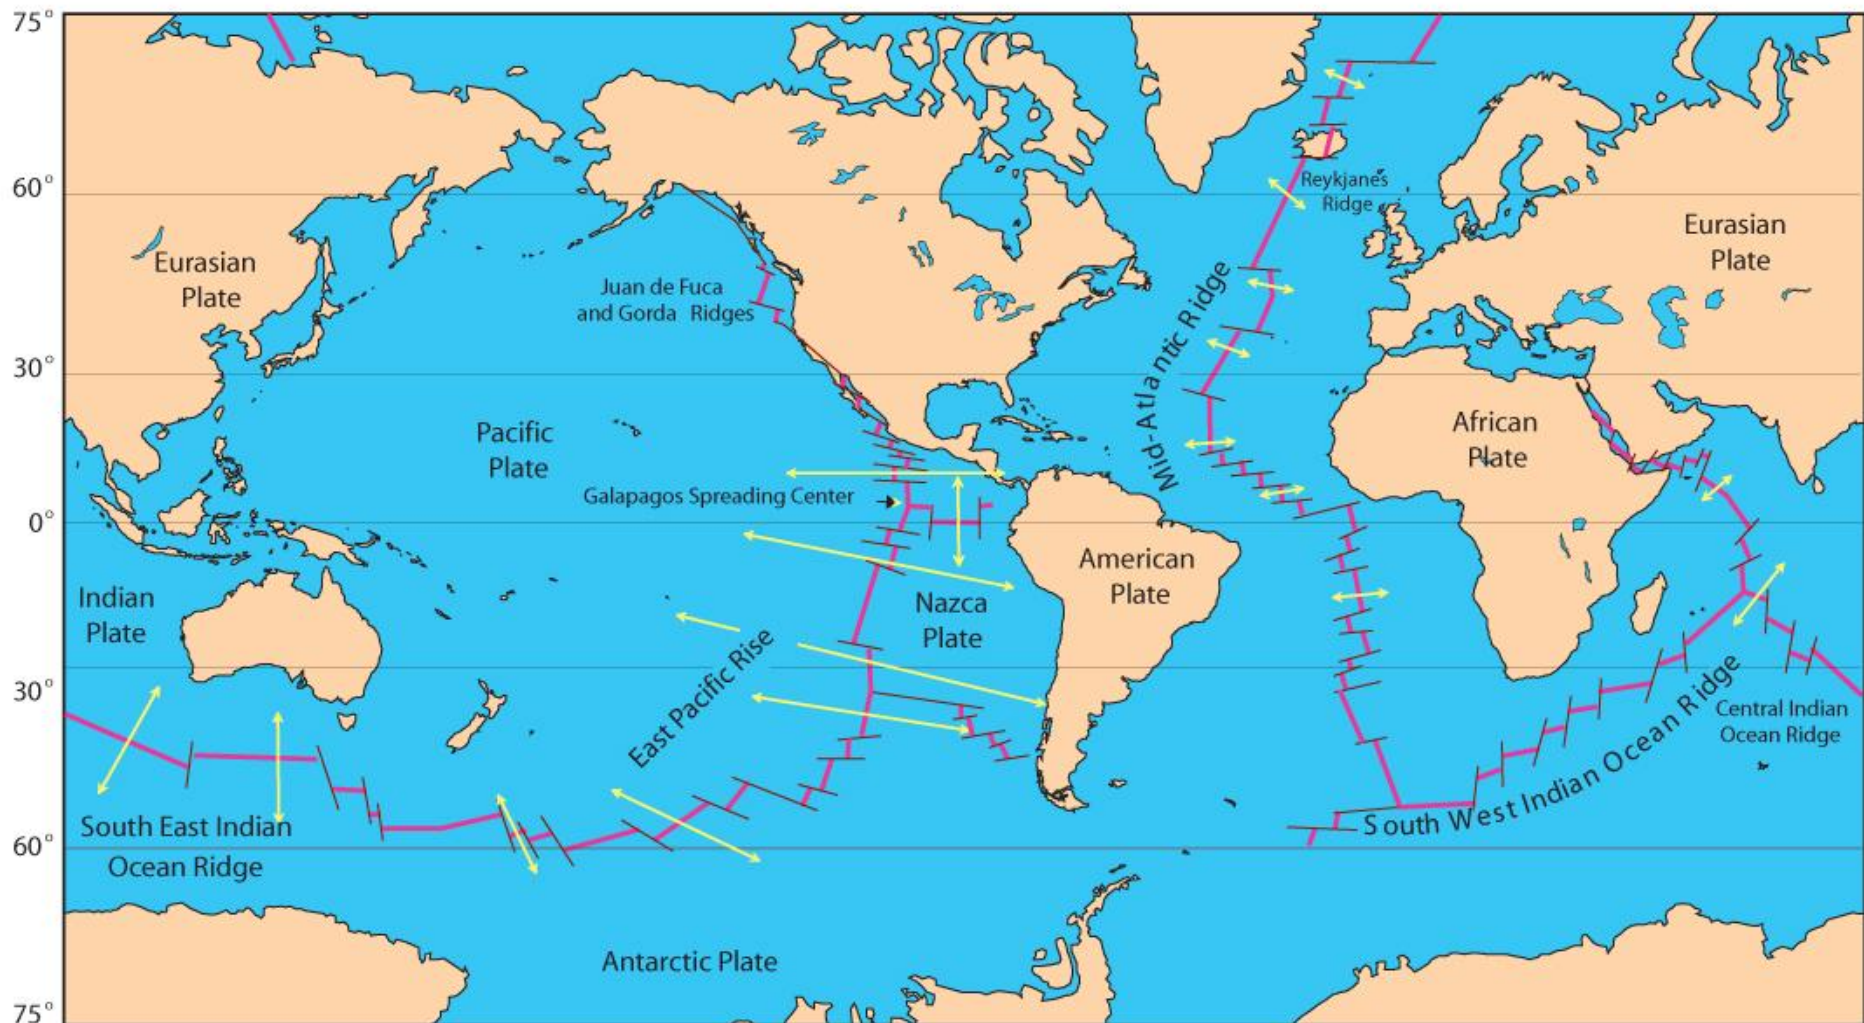 75°
60°
30°
0°
30°
60°
75°
Eurasian
Plate
Juan de Fuca
and Gorda Ridges
Pacific
Plate
Galapagos Spreading Center
Indian
Plate
East Pacific Rise
Nazca
Plate
American
Plate
South East Indian
Ocean Ridge
Antarctic Plate
Mid-Atlantic Ridge
Reykjanes
Ridge
Eurasian
Plate
African
Plate
Central Indian
Ocean Ridge
South West Indian Ocean Ridge